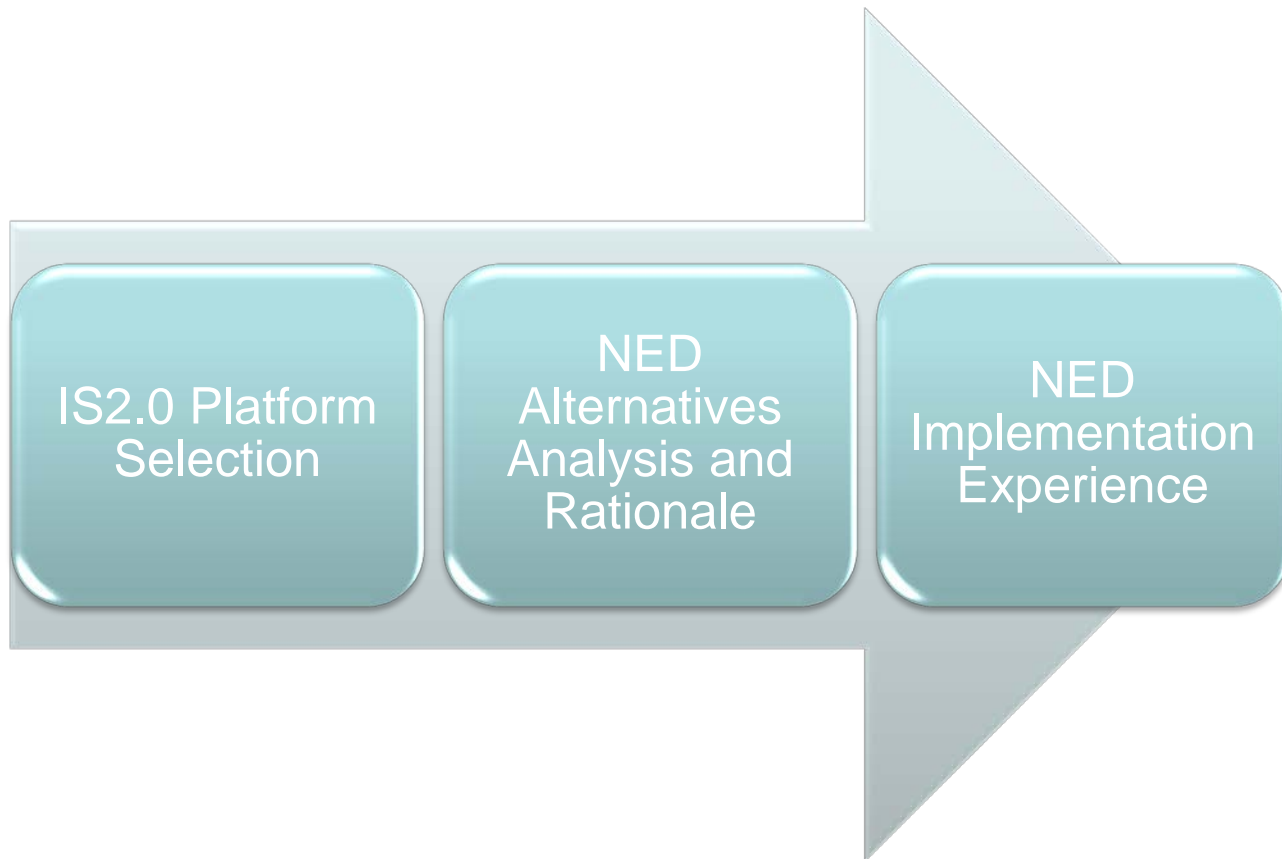 IS2.0 Platform
Selection
NED
Alternatives
Analysis and
Rationale
NED
Implementation
Experience